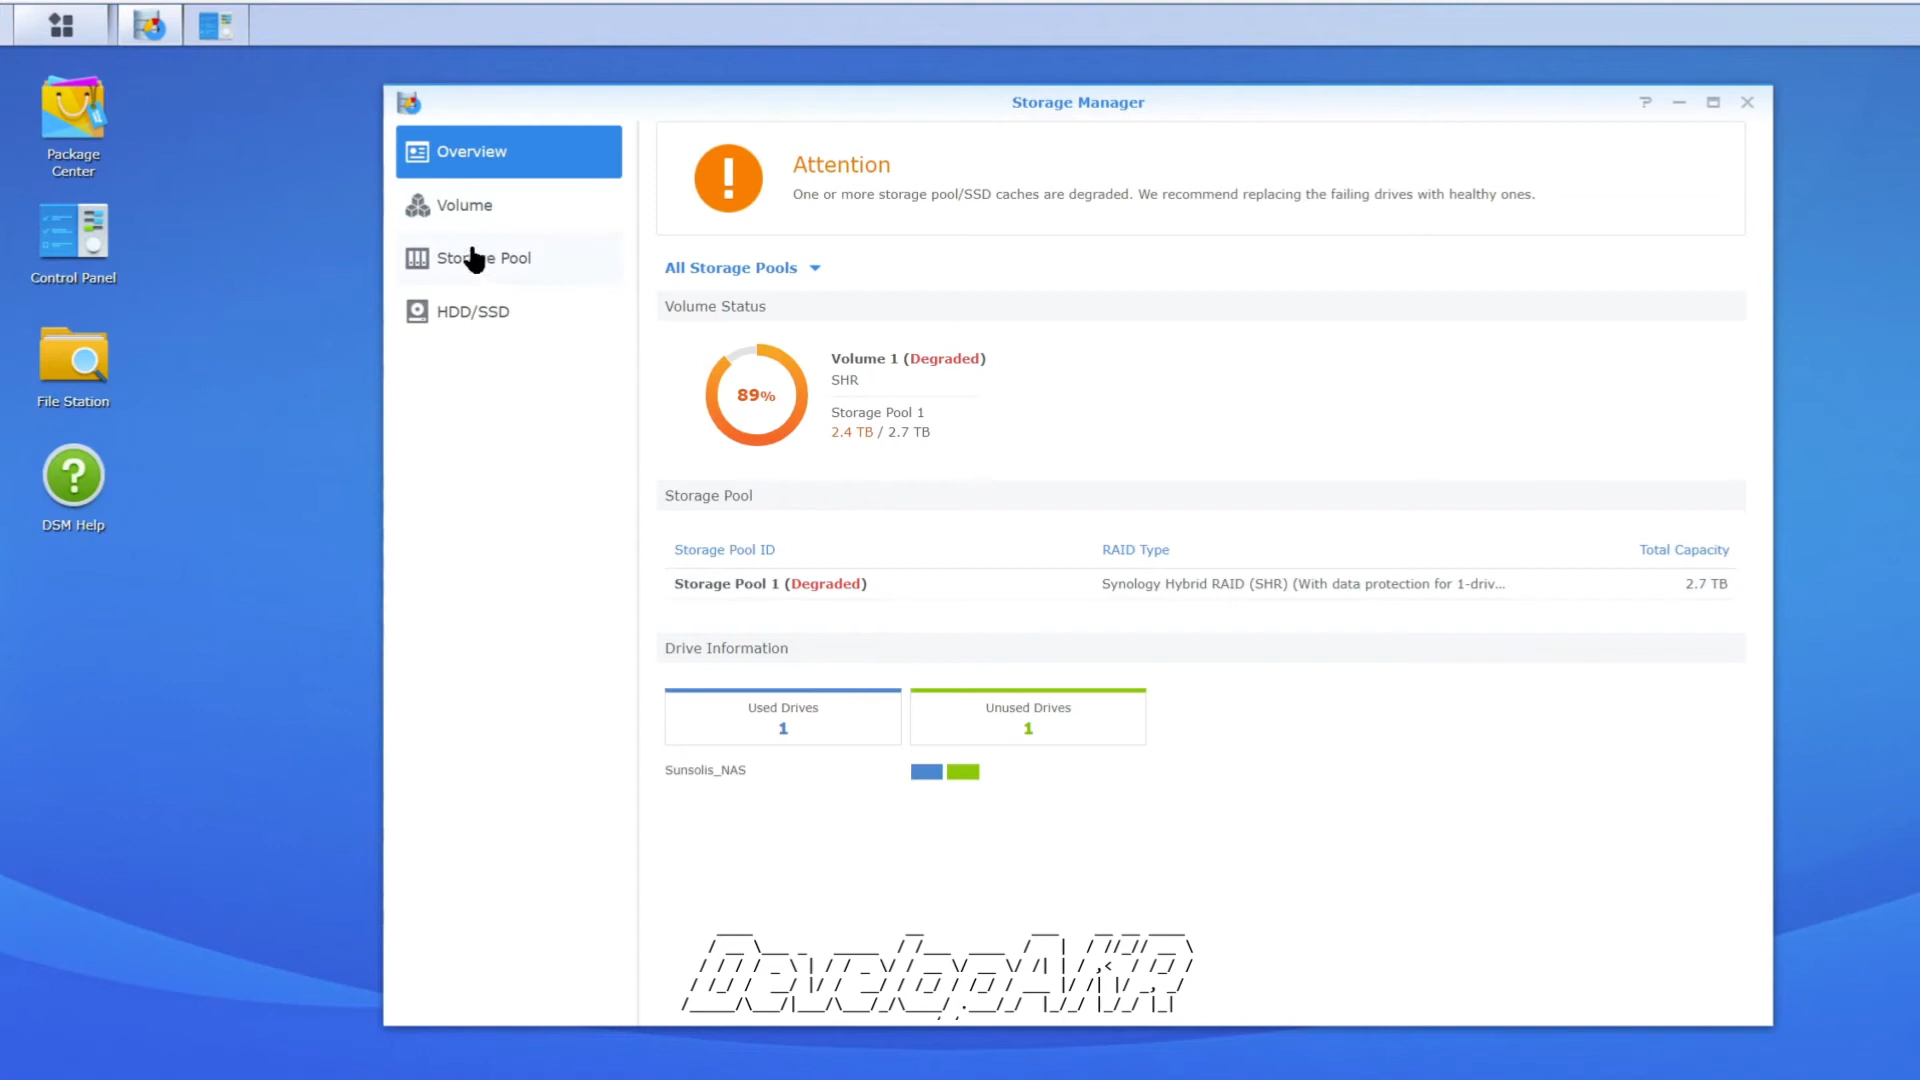 Storage Manager
Package
Center
Control Panel
File Station
DSM Help
Overview
Volume
Storage Pool
HDD/SSD
Attention
One or more storage pool/SSD caches are degraded. We recommend replacing the failing drives with healthy ones.
All Storage Pools
Volume Status
89%
Volume 1 (Degraded)
SHR
Storage Pool 1
2.4 TB / 2.7 TB
Storage Pool
Storage Pool ID RAID Type Total Capacity
Storage Pool 1 (Degraded) Synology Hybrid RAID (SHR) (With data protection for 1-driv... 2.7 TB
Drive Information
Used Drives
1
Unused Drives
1
Sunsolis_NAS
DevelopAKR